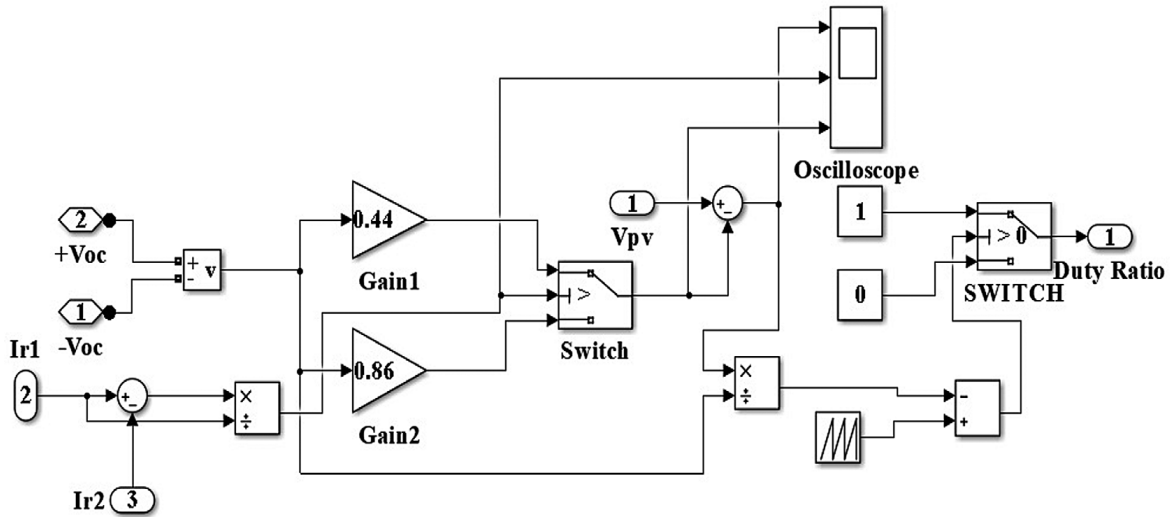 Oscilloscope
2
+Voc
1
-Voc
+
-
v
0.44
Gain1
1
Vpv
+
-
1
0
> 0
SWITCH
1
Duty Ratio
>
Switch
Ir1
2
+
-
×
÷
0.86
Gain2
×
÷
-
+
Ir2
3